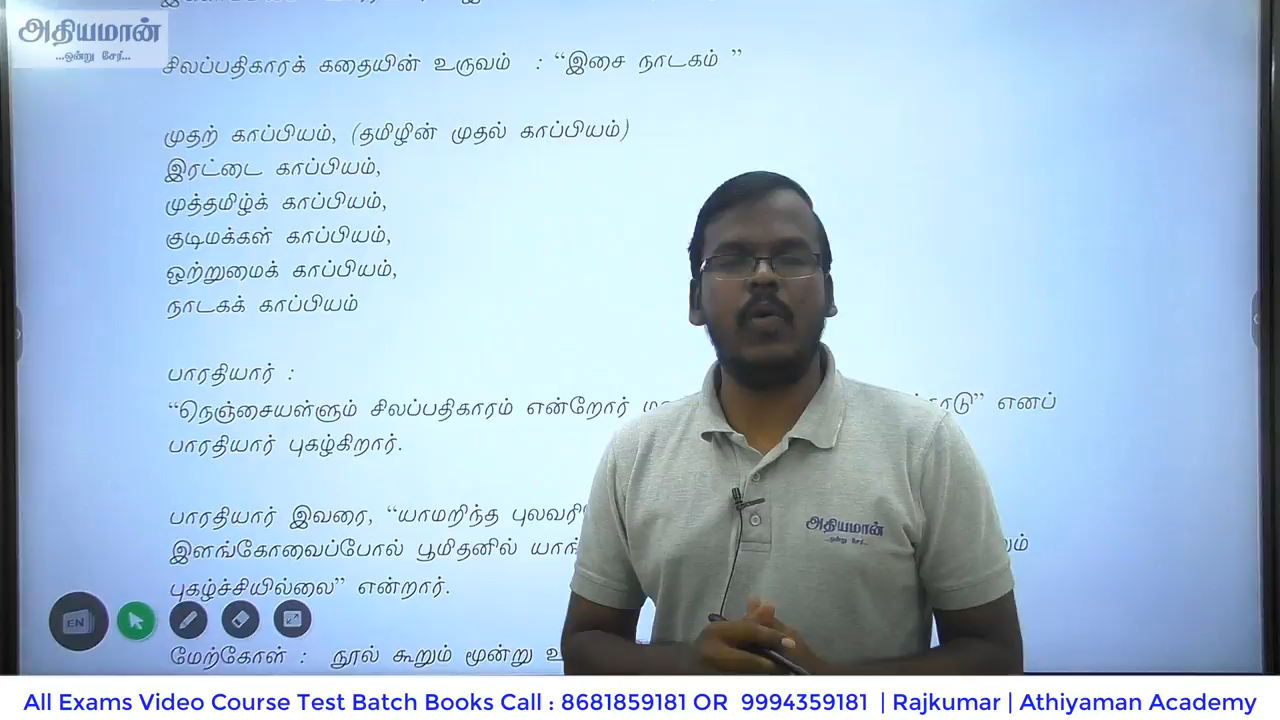 அதியமான்
...ஒன்று சேர்...
சிலப்பதிகாரக் கதையின் உருவம் : “இசை நாடகம் ”
முதற் காப்பியம், (தமிழின் முதல் காப்பியம்)
இரட்டை காப்பியம்,
முத்தமிழ்க் காப்பியம்,
குடிமக்கள் காப்பியம்,
ஒற்றுமைக் காப்பியம்,
நாடகக் காப்பியம்
பாரதியார் :
“நெஞ்சையள்ளும் சிலப்பதிகாரம் என்றோர் எனப்
பாரதியார் புகழ்கிறார்.
பாரதியார் இவரை, “யாமறிந்த
இளங்கோவைப்போல் பூமிதனில்
புகழ்ச்சியில்லை” என்றார்.
மேற்கோள் : நூல் கூறும் மூன்று
அதியமான்
...ஒன்று சேர்...
EN
All Exams Video Course Test Batch Books Call : 8681859181 OR 9994359181 | Rajkumar | Athiyaman Academy